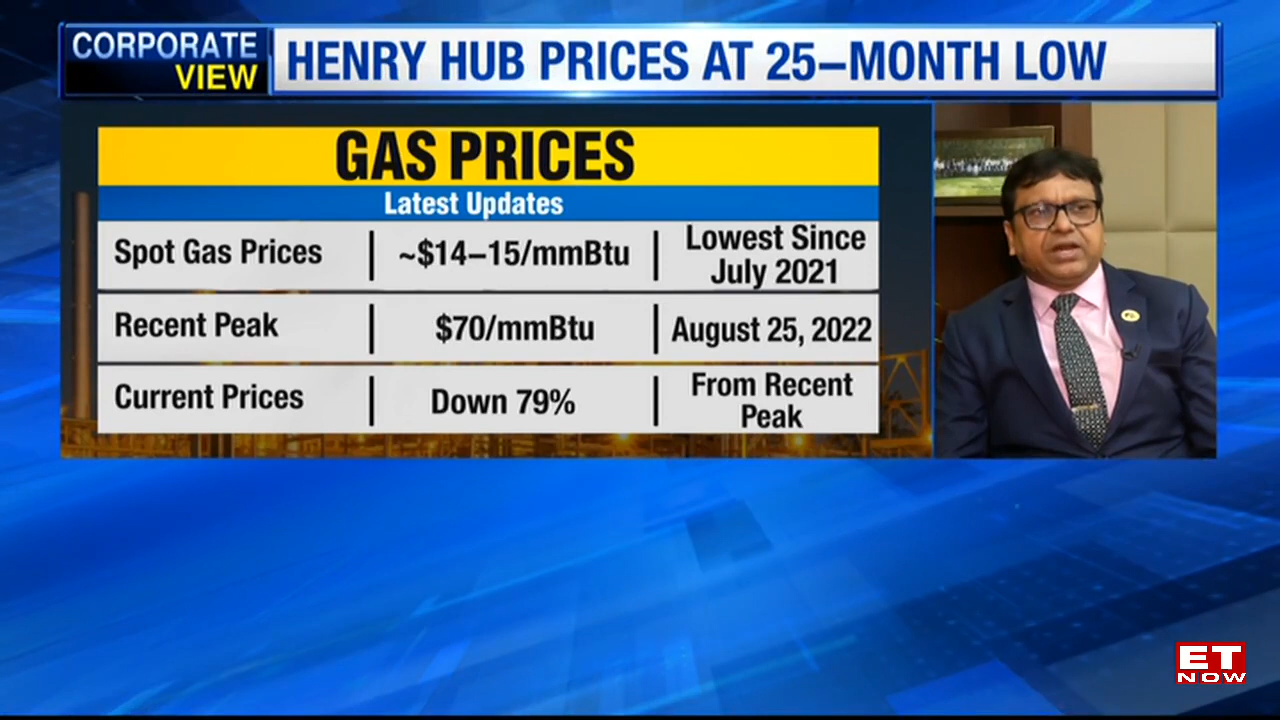 CORPORATE
VIEW
HENRY HUB PRICES AT 25–MONTH LOW
GAS PRICES
Latest Updates
Spot Gas Prices | ~$14–15/mmBtu | Lowest Since
July 2021
Recent Peak | $70/mmBtu | August 25, 2022
Current Prices | Down 79% | From Recent
Peak
ET
NOW